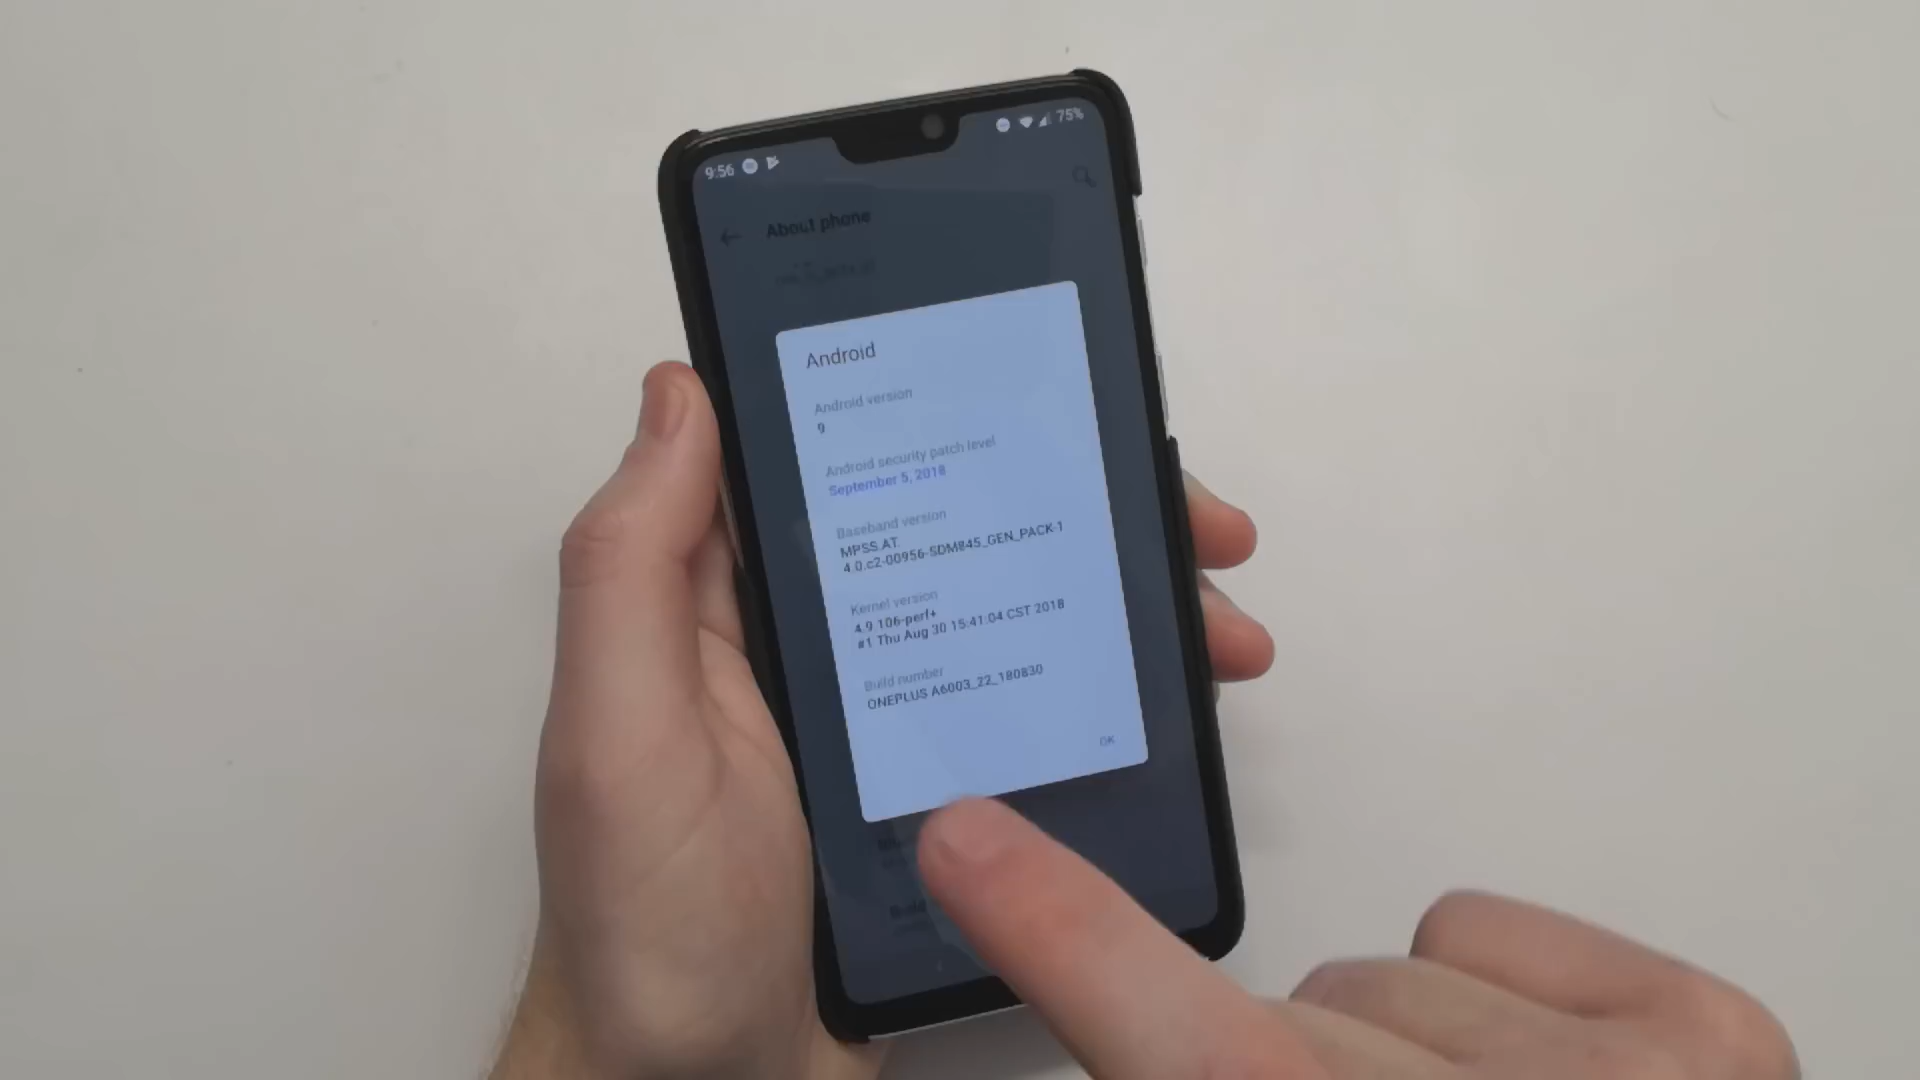 9:56
75%
About phone
Android
Android version
9
Android security patch level
September 5, 2018
Baseband version
MPSS.AT.
4.0.c2-00956-SDM845_GEN_PACK-1
Kernel version
4.9.106-perf+
#1 Thu Aug 30 15:41:04 CST 2018
Build number
ONEPLUS A6003_22_180830
OK
Build